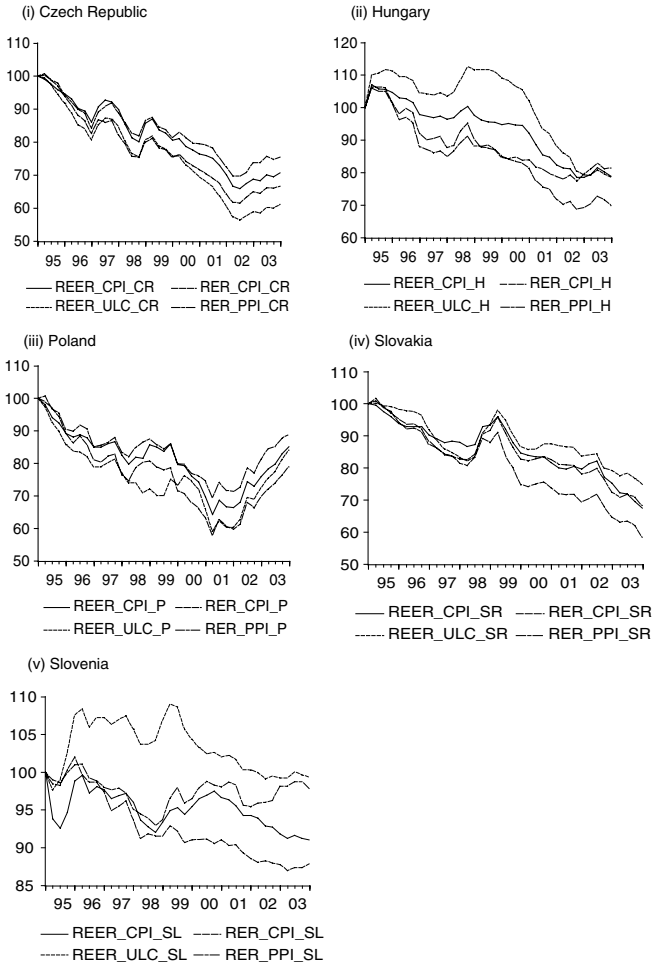 (i) Czech Republic
110
100
90
80
70
60
50
95 96 97 98 99 00 01 02 03
REER_CPI_CR RER_CPI_CR
REER_ULC_CR RER_PPI_CR
(ii) Hungary
120
110
100
90
80
70
60
95 96 97 98 99 00 01 02 03
REER_CPI_H RER_CPI_H
REER_ULC_H RER_PPI_H
(iii) Poland
110
100
90
80
70
60
50
95 96 97 98 99 00 01 02 03
REER_CPI_P RER_CPI_P
REER_ULC_P RER_PPI_P
(iv) Slovakia
110
100
90
80
70
60
50
95 96 97 98 99 00 01 02 03
REER_CPI_SR RER_CPI_SR
REER_ULC_SR RER_PPI_SR
(v) Slovenia
110
105
100
95
90
85
95 96 97 98 99 00 01 02 03
REER_CPI_SL RER_CPI_SL
REER_ULC_SL RER_PPI_SL